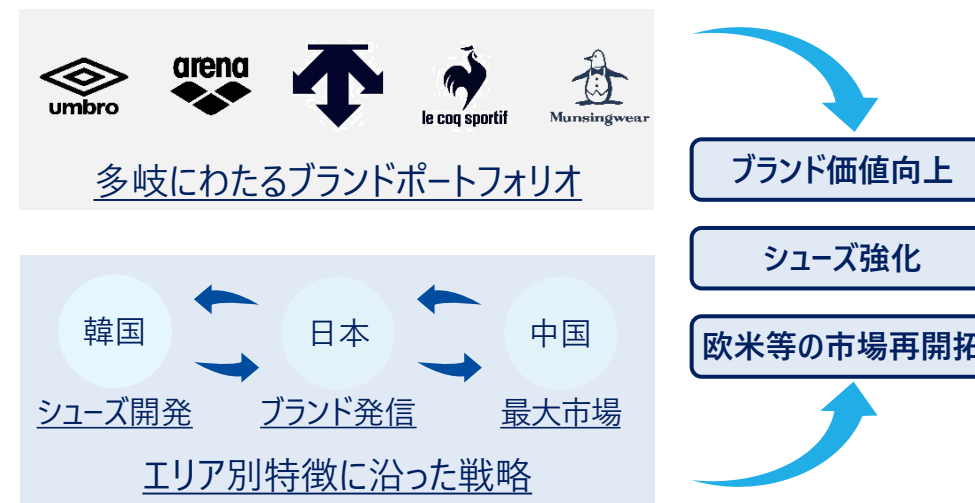 umbro
arena
le coq sportif
Munsingwear
多岐にわたるブランドポートフォリオ
ブランド価値向上
シューズ強化
欧米等の市場再開拓
韓国
日本
中国
シューズ開発
ブランド発信
最大市場
エリア別特徴に沿った戦略